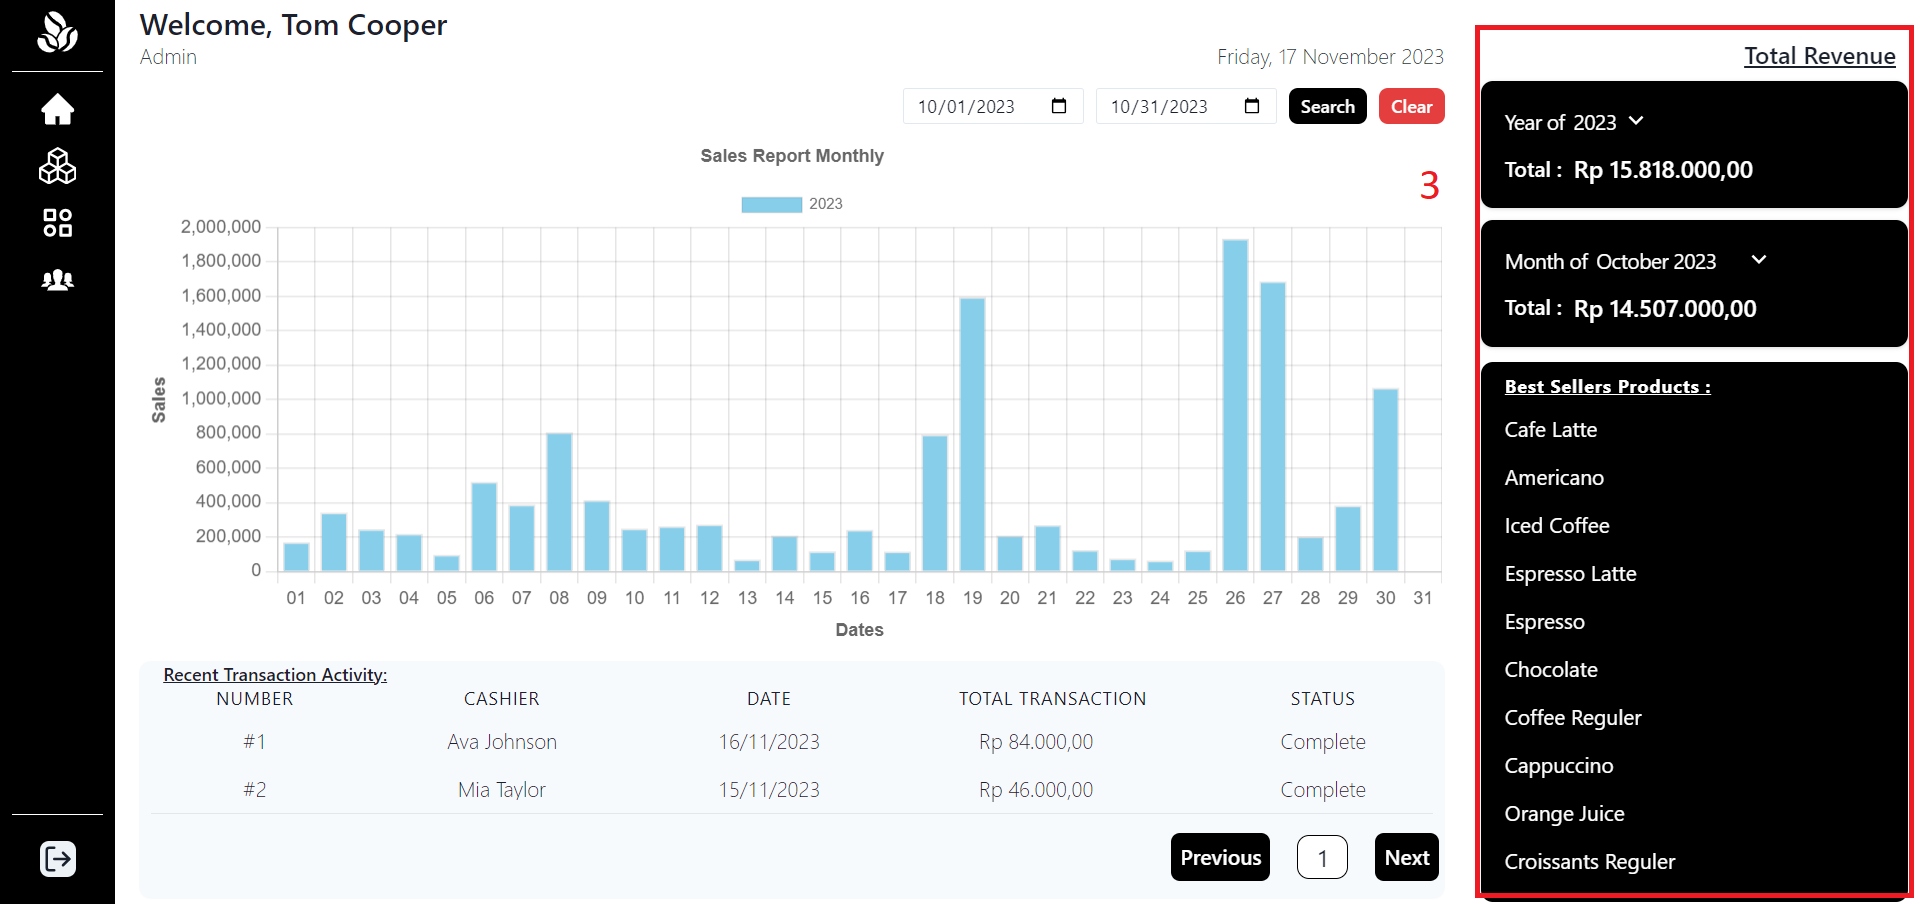 Welcome, Tom Cooper
Admin
Friday, 17 November 2023
10/01/2023
10/31/2023
Search
Clear
Sales Report Monthly
2023
3
2,000,000
1,800,000
1,600,000
1,400,000
1,200,000
1,000,000
800,000
600,000
400,000
200,000
0
Sales
01 02 03 04 05 06 07 08 09 10 11 12 13 14 15 16 17 18 19 20 21 22 23 24 25 26 27 28 29 30 31
Dates
Recent Transaction Activity:
NUMBER CASHIER DATE TOTAL TRANSACTION STATUS
#1 Ava Johnson 16/11/2023 Rp 84.000,00 Complete
#2 Mia Taylor 15/11/2023 Rp 46.000,00 Complete
Previous 1 Next
Total Revenue
Year of 2023
Total : Rp 15.818.000,00
Month of October 2023
Total : Rp 14.507.000,00
Best Sellers Products :
Cafe Latte
Americano
Iced Coffee
Espresso Latte
Espresso
Chocolate
Coffee Reguler
Cappuccino
Orange Juice
Croissants Reguler